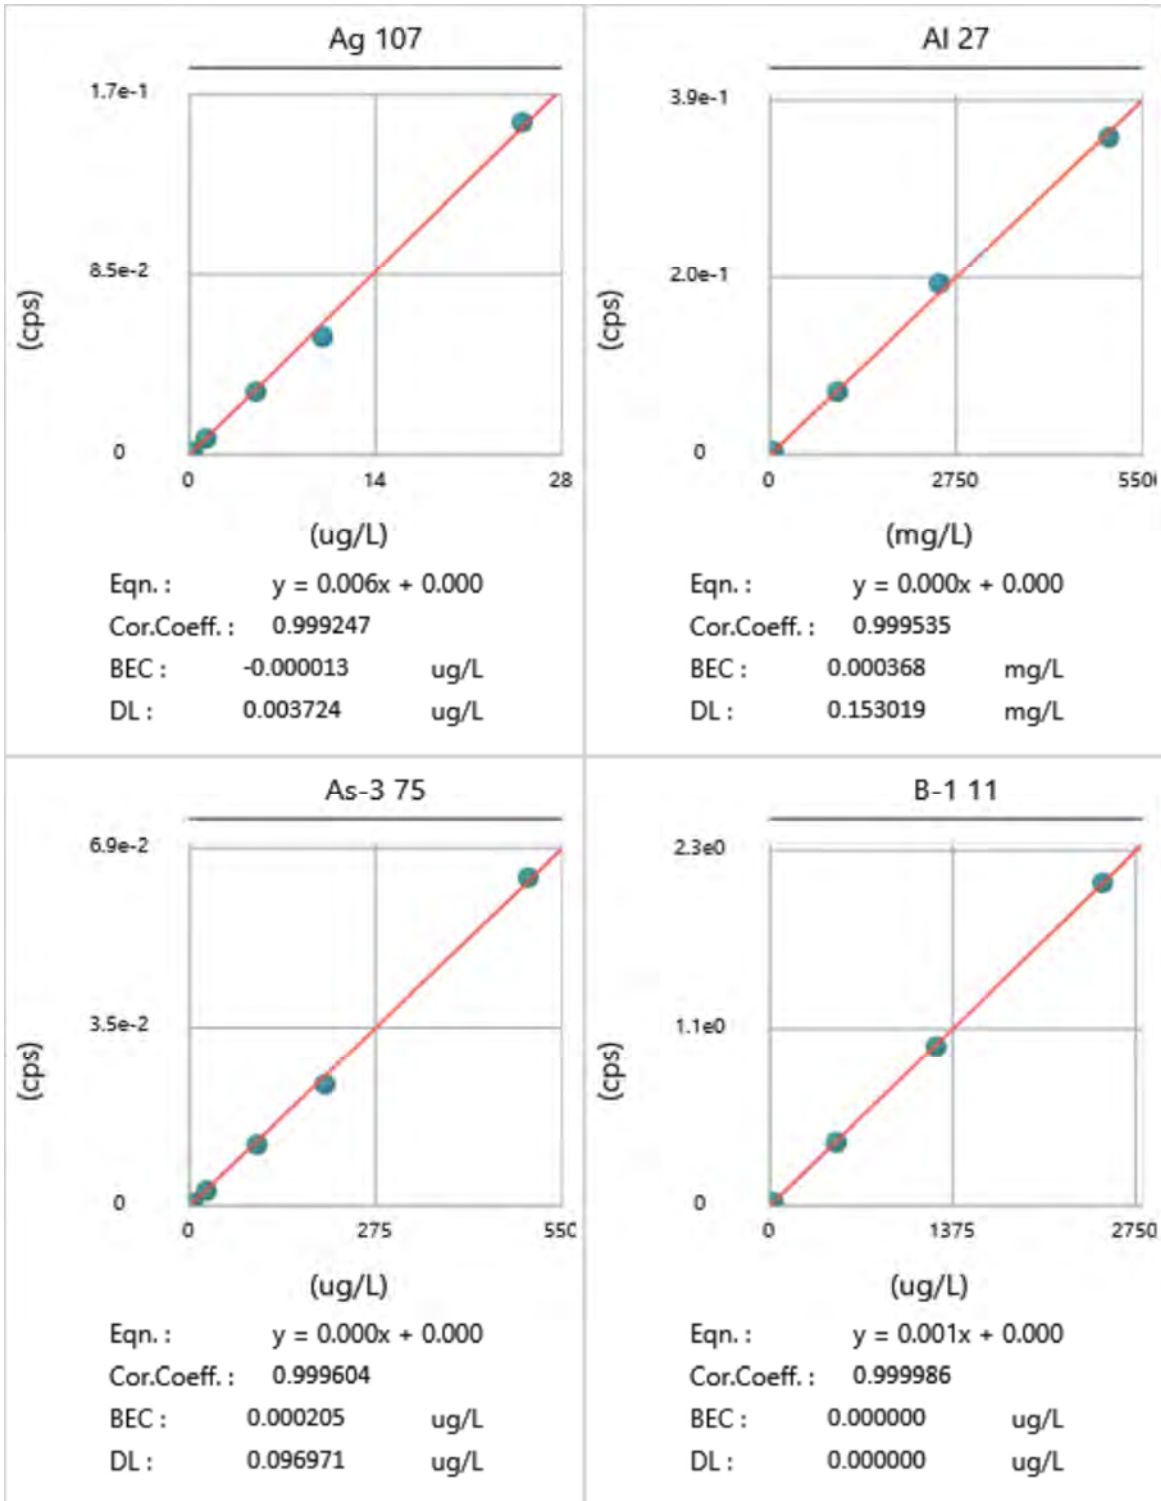 Ag 107
1.7e-1
8.5e-2
0
(cps)
0 14 28
(ug/L)
Eqn. : y = 0.006x + 0.000
Cor.Coeff. : 0.999247
BEC : -0.000013 ug/L
DL : 0.003724 ug/L
Al 27
3.9e-1
2.0e-1
0
(cps)
0 2750 550
(mg/L)
Eqn. : y = 0.000x + 0.000
Cor.Coeff. : 0.999535
BEC : 0.000368 mg/L
DL : 0.153019 mg/L
As-3 75
6.9e-2
3.5e-2
0
(cps)
0 275 550
(ug/L)
Eqn. : y = 0.000x + 0.000
Cor.Coeff. : 0.999604
BEC : 0.000205 ug/L
DL : 0.096971 ug/L
B-1 11
2.3e0
1.1e0
0
(cps)
0 1375 2750
(ug/L)
Eqn. : y = 0.001x + 0.000
Cor.Coeff. : 0.999986
BEC : 0.000000 ug/L
DL : 0.000000 ug/L